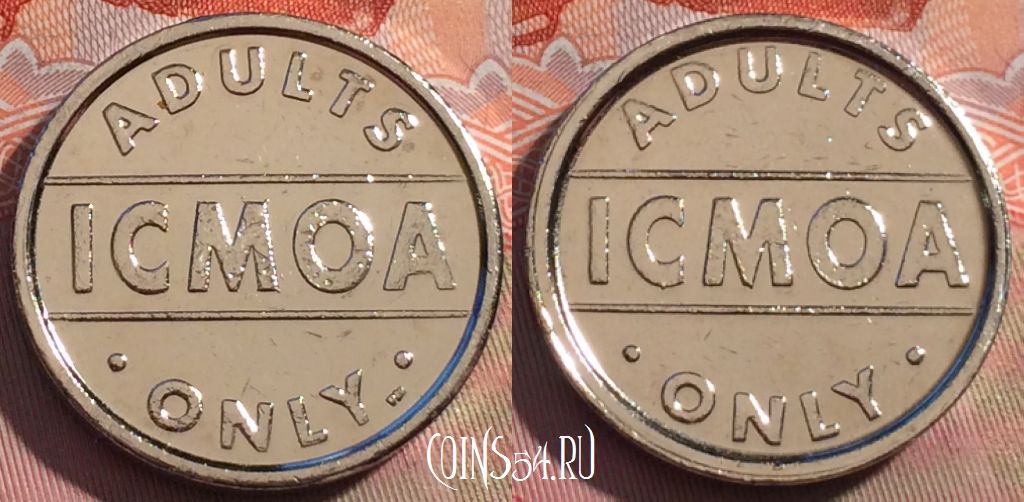 ADULTS
ICMOA
· ONLY ·
ADULTS
ICMOA
· ONLY ·
COINS54.RU